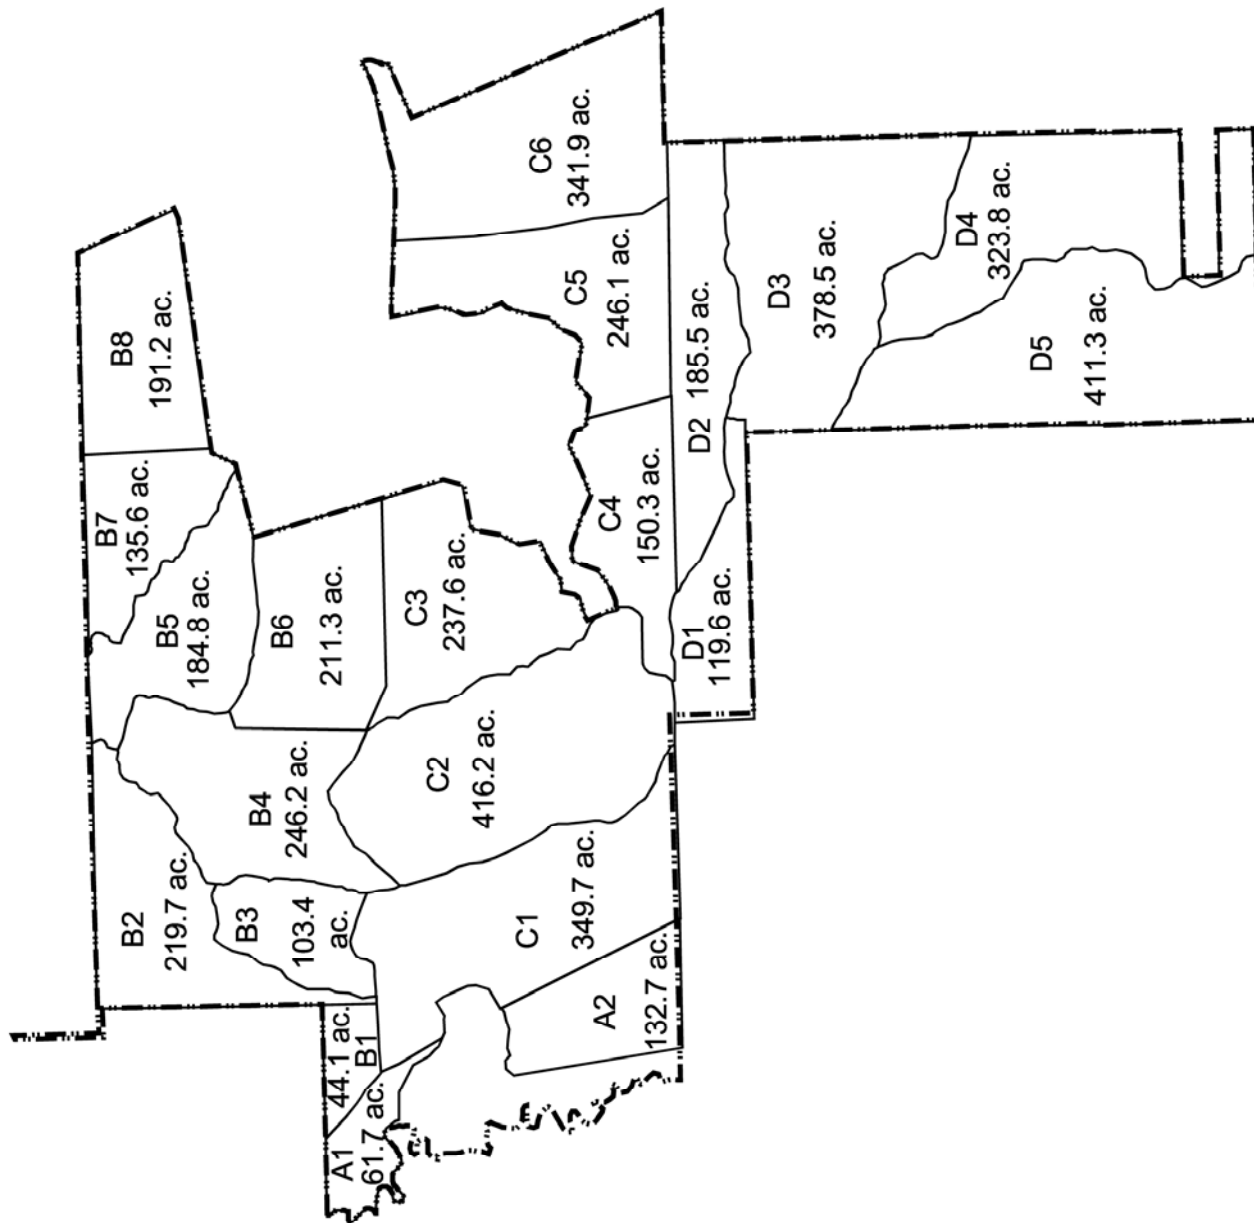 A1
61.7 ac.
44.1 ac.
B1
A2
132.7 ac.
B2
219.7 ac.
B3
103.4
ac.
C1
349.7 ac.
B4
246.2 ac.
C2
416.2 ac.
B5
184.8 ac.
B6
211.3 ac.
C3
237.6 ac.
D1
119.6 ac.
B7
135.6 ac.
C4
150.3 ac.
B8
191.2 ac.
C5
246.1 ac.
D2
185.5 ac.
D3
378.5 ac.
D5
411.3 ac.
C6
341.9 ac.
D4
323.8 ac.